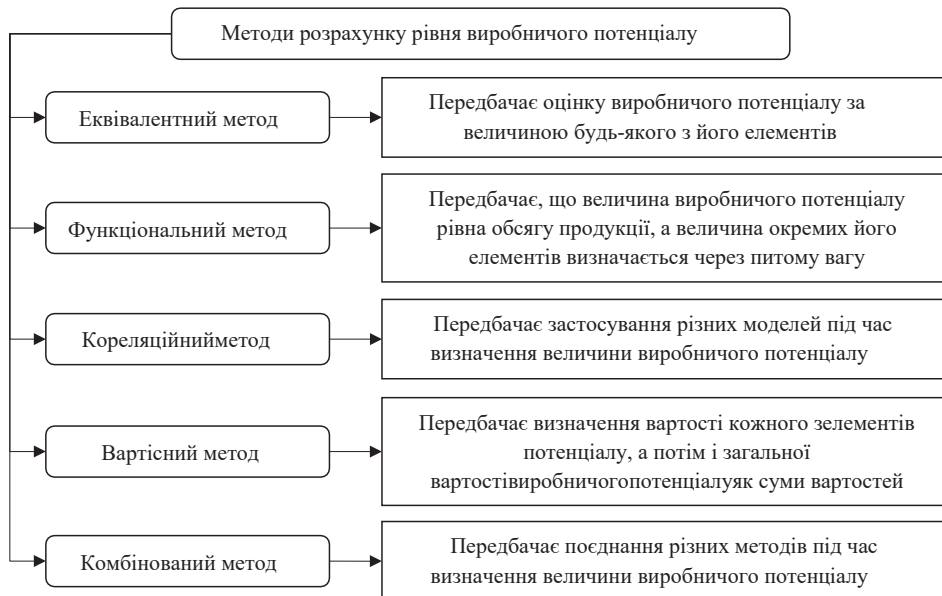 Методи розрахунку рівня виробничого потенціалу
Еквівалентний метод
Передбачає оцінку виробничого потенціалу за
величиною будь-якого з його елементів
Функціональний метод
Передбачає, що величина виробничого потенціалу
рівна обсягу продукції, а величина окремих його
елементів визначається через питому вагу
Кореляційнийметод
Передбачає застосування різних моделей під час
визначення величини виробничого потенціалу
Вартісний метод
Передбачає визначення вартості кожного зелементів
потенціалу, а потім і загальної
вартостівиробничогопотенціалуяк суми вартостей
Комбінований метод
Передбачає поєднання різних методів під час
визначення величини виробничого потенціалу